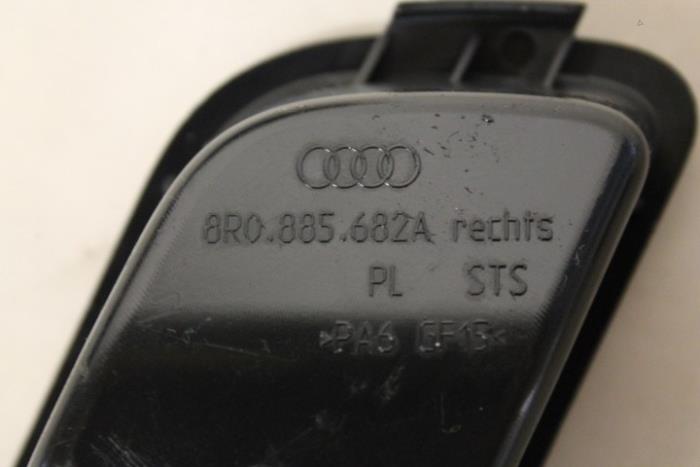 8R0.885.682A rechts
PL STS
>PA6 GF15<